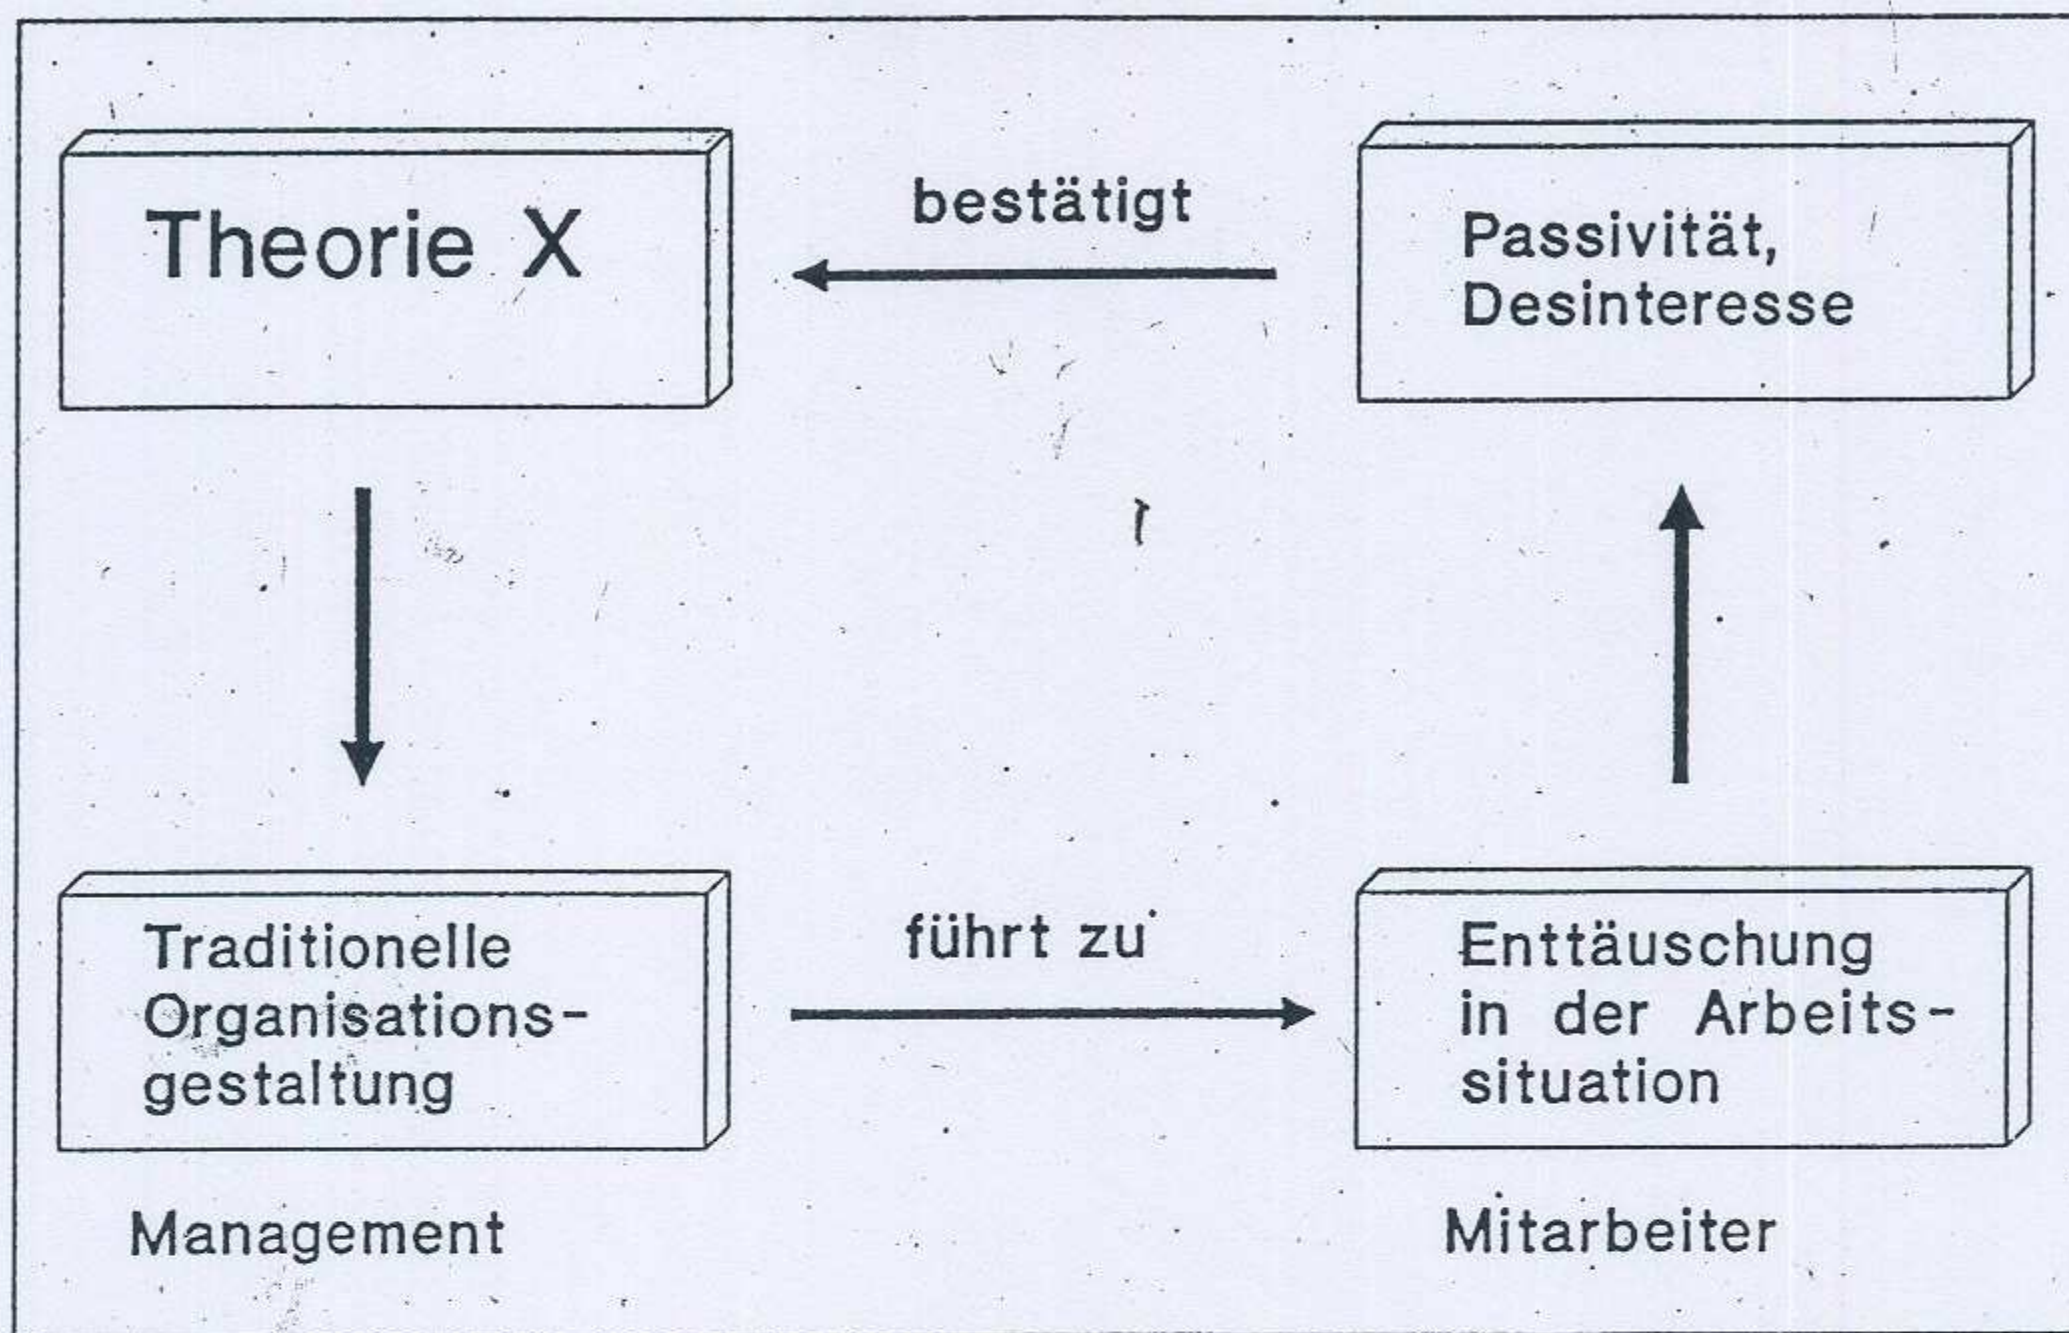 Theorie X
bestätigt
Passivität,
Desinteresse
Traditionelle
Organisations-
gestaltung
führt zu
Enttäuschung
in der Arbeits-
situation
Management
Mitarbeiter